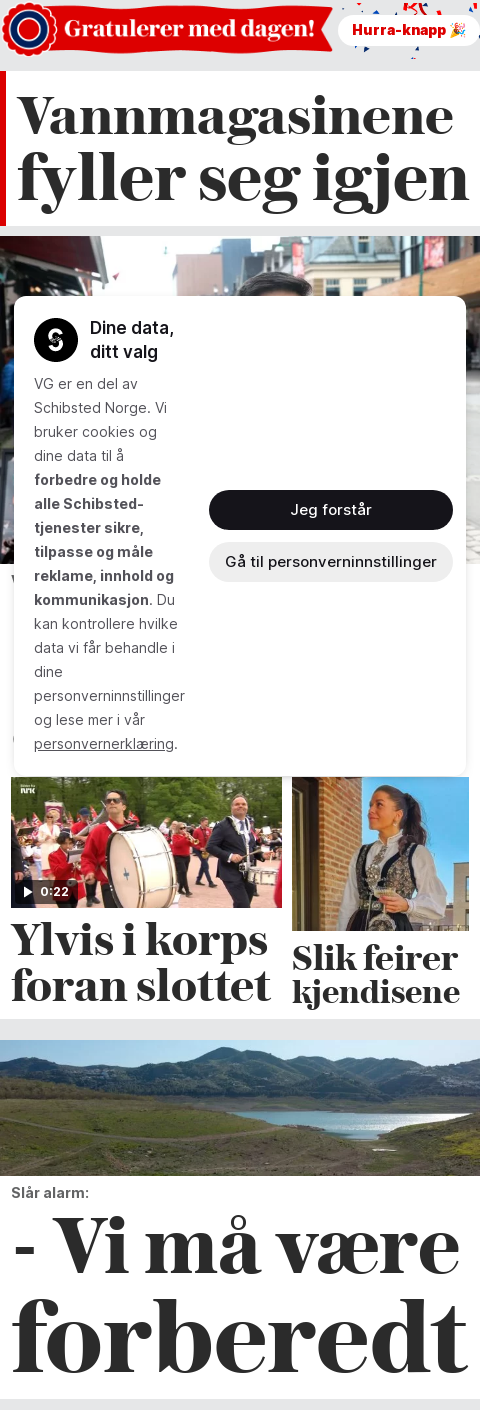 Gratulerer med dagen!
Hurra-knapp 🎉
Vannmagasinene
fyller seg igjen
Dine data,
ditt valg
VG er en del av
Schibsted Norge. Vi
bruker cookies og
dine data til å
forbedre og holde
alle Schibsted-
tjenester sikre,
tilpasse og måle
reklame, innhold og
kommunikasjon. Du
kan kontrollere hvilke
data vi får behandle i
dine
personverninnstillinger
og lese mer i vår
personvernerklæring.
Jeg forstår
Gå til personverninnstillinger
NRK
0:22
Ylvis i korps
foran slottet
Slik feirer
kjendisene
Slår alarm:
- Vi må være
forberedt